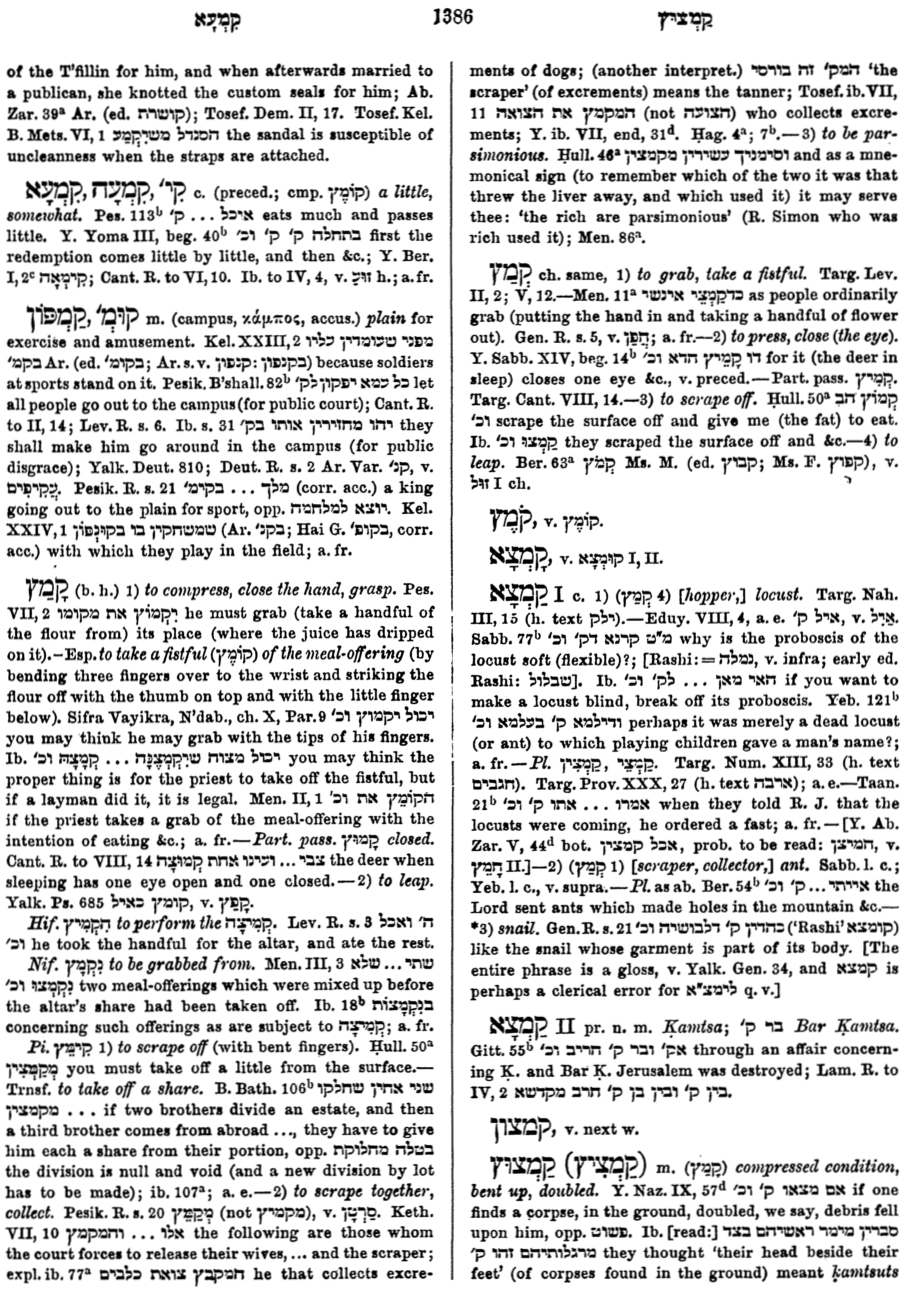 קִמְעָא 1386 קַמְצוּץ
of the T'fillin for him, and when afterwards married to
a publican, she knotted the custom seals for him; Ab.
Zar. 39ᵃ Ar. (ed. קושרת); Tosef. Dem. II, 17. Tosef. Kel.
B. Mets. VI, 1 הסנדל משיקמע the sandal is susceptible of
uncleanness when the straps are attached.
קִמְעָא, קִמְעָה, קי׳ c. (preced.; cmp. קוֹמֶץ) a little,
somewhat. Pes. 113ᵇ איכל ... ק׳ eats much and passes
little. Y. Yoma III, beg. 40ᵇ בתחלה ק׳ ק׳ וכ׳ first the
redemption comes little by little, and then &c.; Y. Ber.
I, 2ᶜ קִימְאָה; Cant. R. to VI, 10. Ib. to IV, 4, v. זוּל h.; a. fr.
קַמְפּוֹן, קוּמְ׳ m. (campus, κάμπος, accus.) plain for
exercise and amusement. Kel. XXIII, 2 מפני שעומדין עליו
בקמ׳ Ar. (ed. בקומ׳; Ar. s. v. קנפון: בקנפון) because soldiers
at sports stand on it. Pesik. B'shall. 82ᵇ כל עמא יפקון לק׳ let
all people go out to the campus (for public court); Cant. R.
to II, 14; Lev. R. s. 6. Ib. s. 31 יהו מחזירין אותו בק׳ they
shall make him go around in the campus (for public
disgrace); Yalk. Deut. 810; Deut. R. s. 2 Ar. Var. קנ׳, v.
עֲקִיפִים. Pesik. R. s. 21 מלך ... בקימ׳ (corr. acc.) a king
going out to the plain for sport, opp. יוצא למלחמה. Kel.
XXIV, 1 שמשחקין בו בקונפון (Ar. בקנ׳; Hai G. בקופ׳, corr.
acc.) with which they play in the field; a. fr.
קָמַץ (b. h.) 1) to compress, close the hand, grasp. Pes.
VII, 2 יקמוץ את מקומו he must grab (take a handful of
the flour from) its place (where the juice has dripped
on it).–Esp. to take a fistful (קוֹמֶץ) of the meal-offering (by
bending three fingers over to the wrist and striking the
flour off with the thumb on top and with the little finger
below). Sifra Vayikra, N'dab., ch. X, Par. 9 יכול יקמוץ וכ׳
you may think he may grab with the tips of his fingers.
Ib. יכול מצות שיקמצנה ... קמצה וכ׳ you may think the
proper thing is for the priest to take off the fistful, but
if a layman did it, it is legal. Men. II, 1 הקומץ את וכ׳
if the priest takes a grab of the meal-offering with the
intention of eating &c.; a. fr.—Part. pass. קָמוּץ closed.
Cant. R. to VIII, 14 צבי ... ועינו אחת קמוצה the deer when
sleeping has one eye open and one closed.—2) to leap.
Yalk. Ps. 685 קומץ כאיל, v. קָפַץ.
Hif. הִקְמִיץ to perform the קְמִיצָה. Lev. R. s. 3 ה׳ ואכל
וכ׳ he took the handful for the altar, and ate the rest.
Nif. נִקְמַץ to be grabbed from. Men. III, 3 שתי ... שלא
נקמצו וכ׳ two meal-offerings which were mixed up before
the altar's share had been taken off. Ib. 18ᵇ בנקמצות
concerning such offerings as are subject to קְמִיצָה; a. fr.
Pi. קִימֵּץ 1) to scrape off (with bent fingers). Ḥull. 50ᵃ
מקמצין you must take off a little from the surface.—
Trnsf. to take off a share. B. Bath. 106ᵇ שני אחין שחלקו
... מקמצין if two brothers divide an estate, and then
a third brother comes from abroad ..., they have to give
him each a share from their portion, opp. בטלה מחלוקת
the division is null and void (and a new division by lot
has to be made); ib. 107ᵃ; a. e.—2) to scrape together,
collect. Pesik. R. s. 20 מְקַמֵּץ (not מקמיץ), v. סַרְטָן. Keth.
VII, 10 אלו ... והמקמץ the following are those whom
the court forces to release their wives, ... and the scraper;
expl. ib. 77ᵃ המקבץ צואת כלבים he that collects excre-
ments of dogs; (another interpret.) המק׳ זה בורסי 'the
scraper' (of excrements) means the tanner; Tosef. ib. VII,
11 המקמץ את הצואה (not הצועה) who collects excre-
ments; Y. ib. VII, end, 31ᵈ. Ḥag. 4ᵃ; 7ᵇ.—3) to be par-
simonious. Ḥull. 46ᵃ וסימניך עשירין מקמצין and as a mne-
monical sign (to remember which of the two it was that
threw the liver away, and which used it) it may serve
thee: 'the rich are parsimonious' (R. Simon who was
rich used it); Men. 86ᵃ.
קְמַץ ch. same, 1) to grab, take a fistful. Targ. Lev.
II, 2; V, 12.—Men. 11ᵃ כדקמצי אינשי as people ordinarily
grab (putting the hand in and taking a handful of flower
out). Gen. R. s. 5, v. חֲפַן; a. fr.—2) to press, close (the eye).
Y. Sabb. XIV, beg. 14ᵇ דו קמיץ חדא וכ׳ for it (the deer in
sleep) closes one eye &c., v. preced.—Part. pass. קְמִיץ.
Targ. Cant. VIII, 14.—3) to scrape off. Ḥull. 50ᵃ קמוץ הב
וכ׳ scrape the surface off and give me (the fat) to eat.
Ib. קמצו וכ׳ they scraped the surface off and &c.—4) to
leap. Ber. 63ᵃ קמץ Ms. M. (ed. קבוץ; Ms. F. קפוץ), v.
זול I ch.
קֹמֶץ, v. קוֹמֶץ.
קֻמְצָא, v. קוּמְצָא I, II.
קַמְצָא I c. 1) (קְמַץ 4) [hopper,] locust. Targ. Nah.
III, 15 (h. text ילק).—Eduy. VIII, 4, a. e. איל ק׳, v. אַיִל.
Sabb. 77ᵇ מ״ט קרנא דק׳ וכ׳ why is the proboscis of the
locust soft (flexible)?; [Rashi: = נמלה, v. infra; early ed.
Rashi: שבלול]. Ib. האי מאן ... לק׳ וכ׳ if you want to
make a locust blind, break off its proboscis. Yeb. 121ᵇ
ודילמא ק׳ בעלמא וכ׳ perhaps it was merely a dead locust
(or ant) to which playing children gave a man's name?;
a. fr.—Pl. קַמְצֵי, קַמְצִין. Targ. Num. XIII, 33 (h. text
חגבים). Targ. Prov. XXX, 27 (h. text ארבה); a. e.—Taan.
21ᵇ אמרו ... אתו ק׳ וכ׳ when they told R. J. that the
locusts were coming, he ordered a fast; a. fr.—[Y. Ab.
Zar. V, 44ᵈ bot. אכל קמצין, prob. to be read: חמיצן, v.
חָמֵץ II.]—2) (קְמַץ 1) [scraper, collector,] ant. Sabb. l. c.;
Yeb. l. c., v. supra.—Pl. as ab. Ber. 54ᵇ אייתי ... ק׳ וכ׳ the
Lord sent ants which made holes in the mountain &c.—
*3) snail. Gen. R. s. 21 כהדין ק׳ דלבושיה וכ׳ ('Rashi' קומצא)
like the snail whose garment is part of its body. [The
entire phrase is a gloss, v. Yalk. Gen. 34, and קמצא is
perhaps a clerical error for לימצ״א q. v.]
קַמְצָא II pr. n. m. Kamtsa; בר ק׳ Bar Ḳamtsa.
Gitt. 55ᵇ אק׳ ובר ק׳ חריב וכ׳ through an affair concern-
ing Ḳ. and Bar Ḳ. Jerusalem was destroyed; Lam. R. to
IV, 2 בין ק׳ ובין בן ק׳ חרב מקדשא.
קַמְצוֹן, v. next w.
קַמְצוּץ (קַמְצִיץ) m. (קָמַץ) compressed condition,
bent up, doubled. Y. Naz. IX, 57ᵈ אם מצאו ק׳ וכ׳ if one
finds a corpse, in the ground, doubled, we say, debris fell
upon him, opp. פשוט. Ib. [read:] סברין מימר ראשיהם בצד
מרגלותיהם זהו ק׳ they thought 'their head beside their
feet' (of corpses found in the ground) meant ḳamtsuts